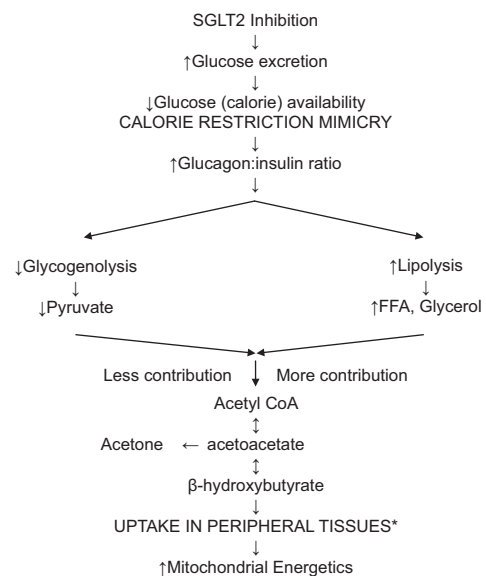 SGLT2 Inhibition
↓
↑Glucose excretion
↓
↓Glucose (calorie) availability
CALORIE RESTRICTION MIMICRY
↓
↑Glucagon:insulin ratio
↓
↓Glycogenolysis
↓
↓Pyruvate
↑Lipolysis
↓
↑FFA, Glycerol
Less contribution ↓ More contribution
Acetyl CoA
↕
Acetone ← acetoacetate
↕
β-hydroxybutyrate
↓
UPTAKE IN PERIPHERAL TISSUES*
↓
↑Mitochondrial Energetics